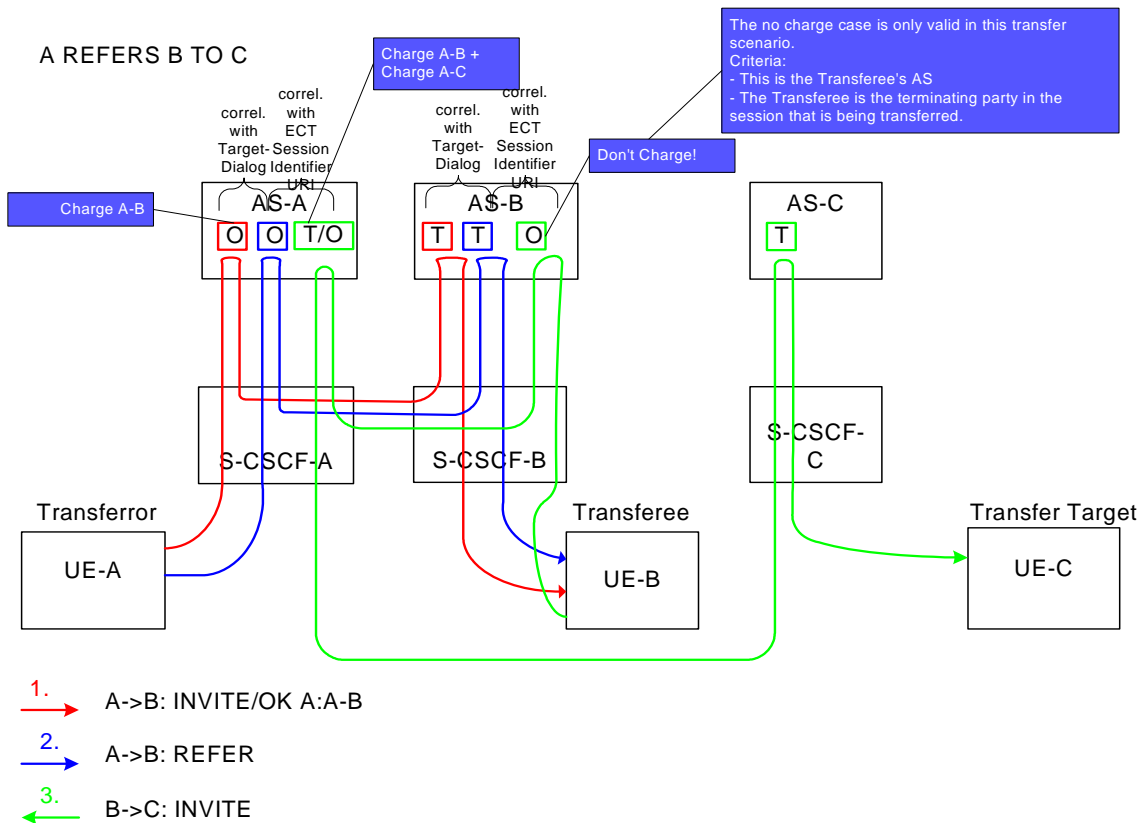 A REFERS B TO C
Charge A-B +
Charge A-C
The no charge case is only valid in this transfer
scenario.
Criteria:
- This is the Transferee's AS
- The Transferee is the terminating party in the
session that is being transferred.
correl.
with
Target-
Dialog
correl.
with
ECT
Session
Identifier
URI
correl.
with
Target-
Dialog
correl.
with
ECT
Session
Identifier
URI
Don't Charge!
Charge A-B
AS-A
O
O
T/O
AS-B
T
T
O
AS-C
T
S-CSCF-A
S-CSCF-B
S-CSCF-
C
Transferror
UE-A
Transferee
UE-B
Transfer Target
UE-C
1.
A->B: INVITE/OK A:A-B
2.
A->B: REFER
3.
B->C: INVITE